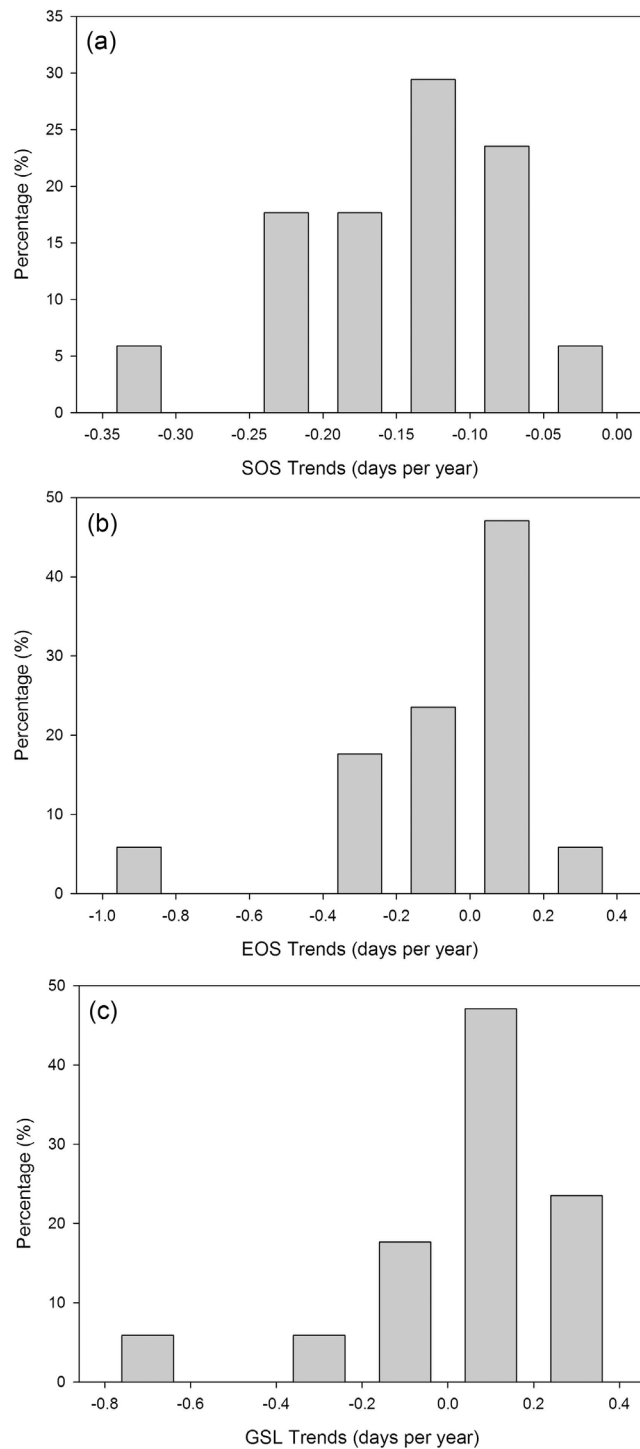 (a)
Percentage (%)
35
30
25
20
15
10
5
0
-0.35 -0.30 -0.25 -0.20 -0.15 -0.10 -0.05 0.00
SOS Trends (days per year)
(b)
Percentage (%)
50
40
30
20
10
0
-1.0 -0.8 -0.6 -0.4 -0.2 0.0 0.2 0.4
EOS Trends (days per year)
(c)
Percentage (%)
50
40
30
20
10
0
-0.8 -0.6 -0.4 -0.2 0.0 0.2 0.4
GSL Trends (days per year)